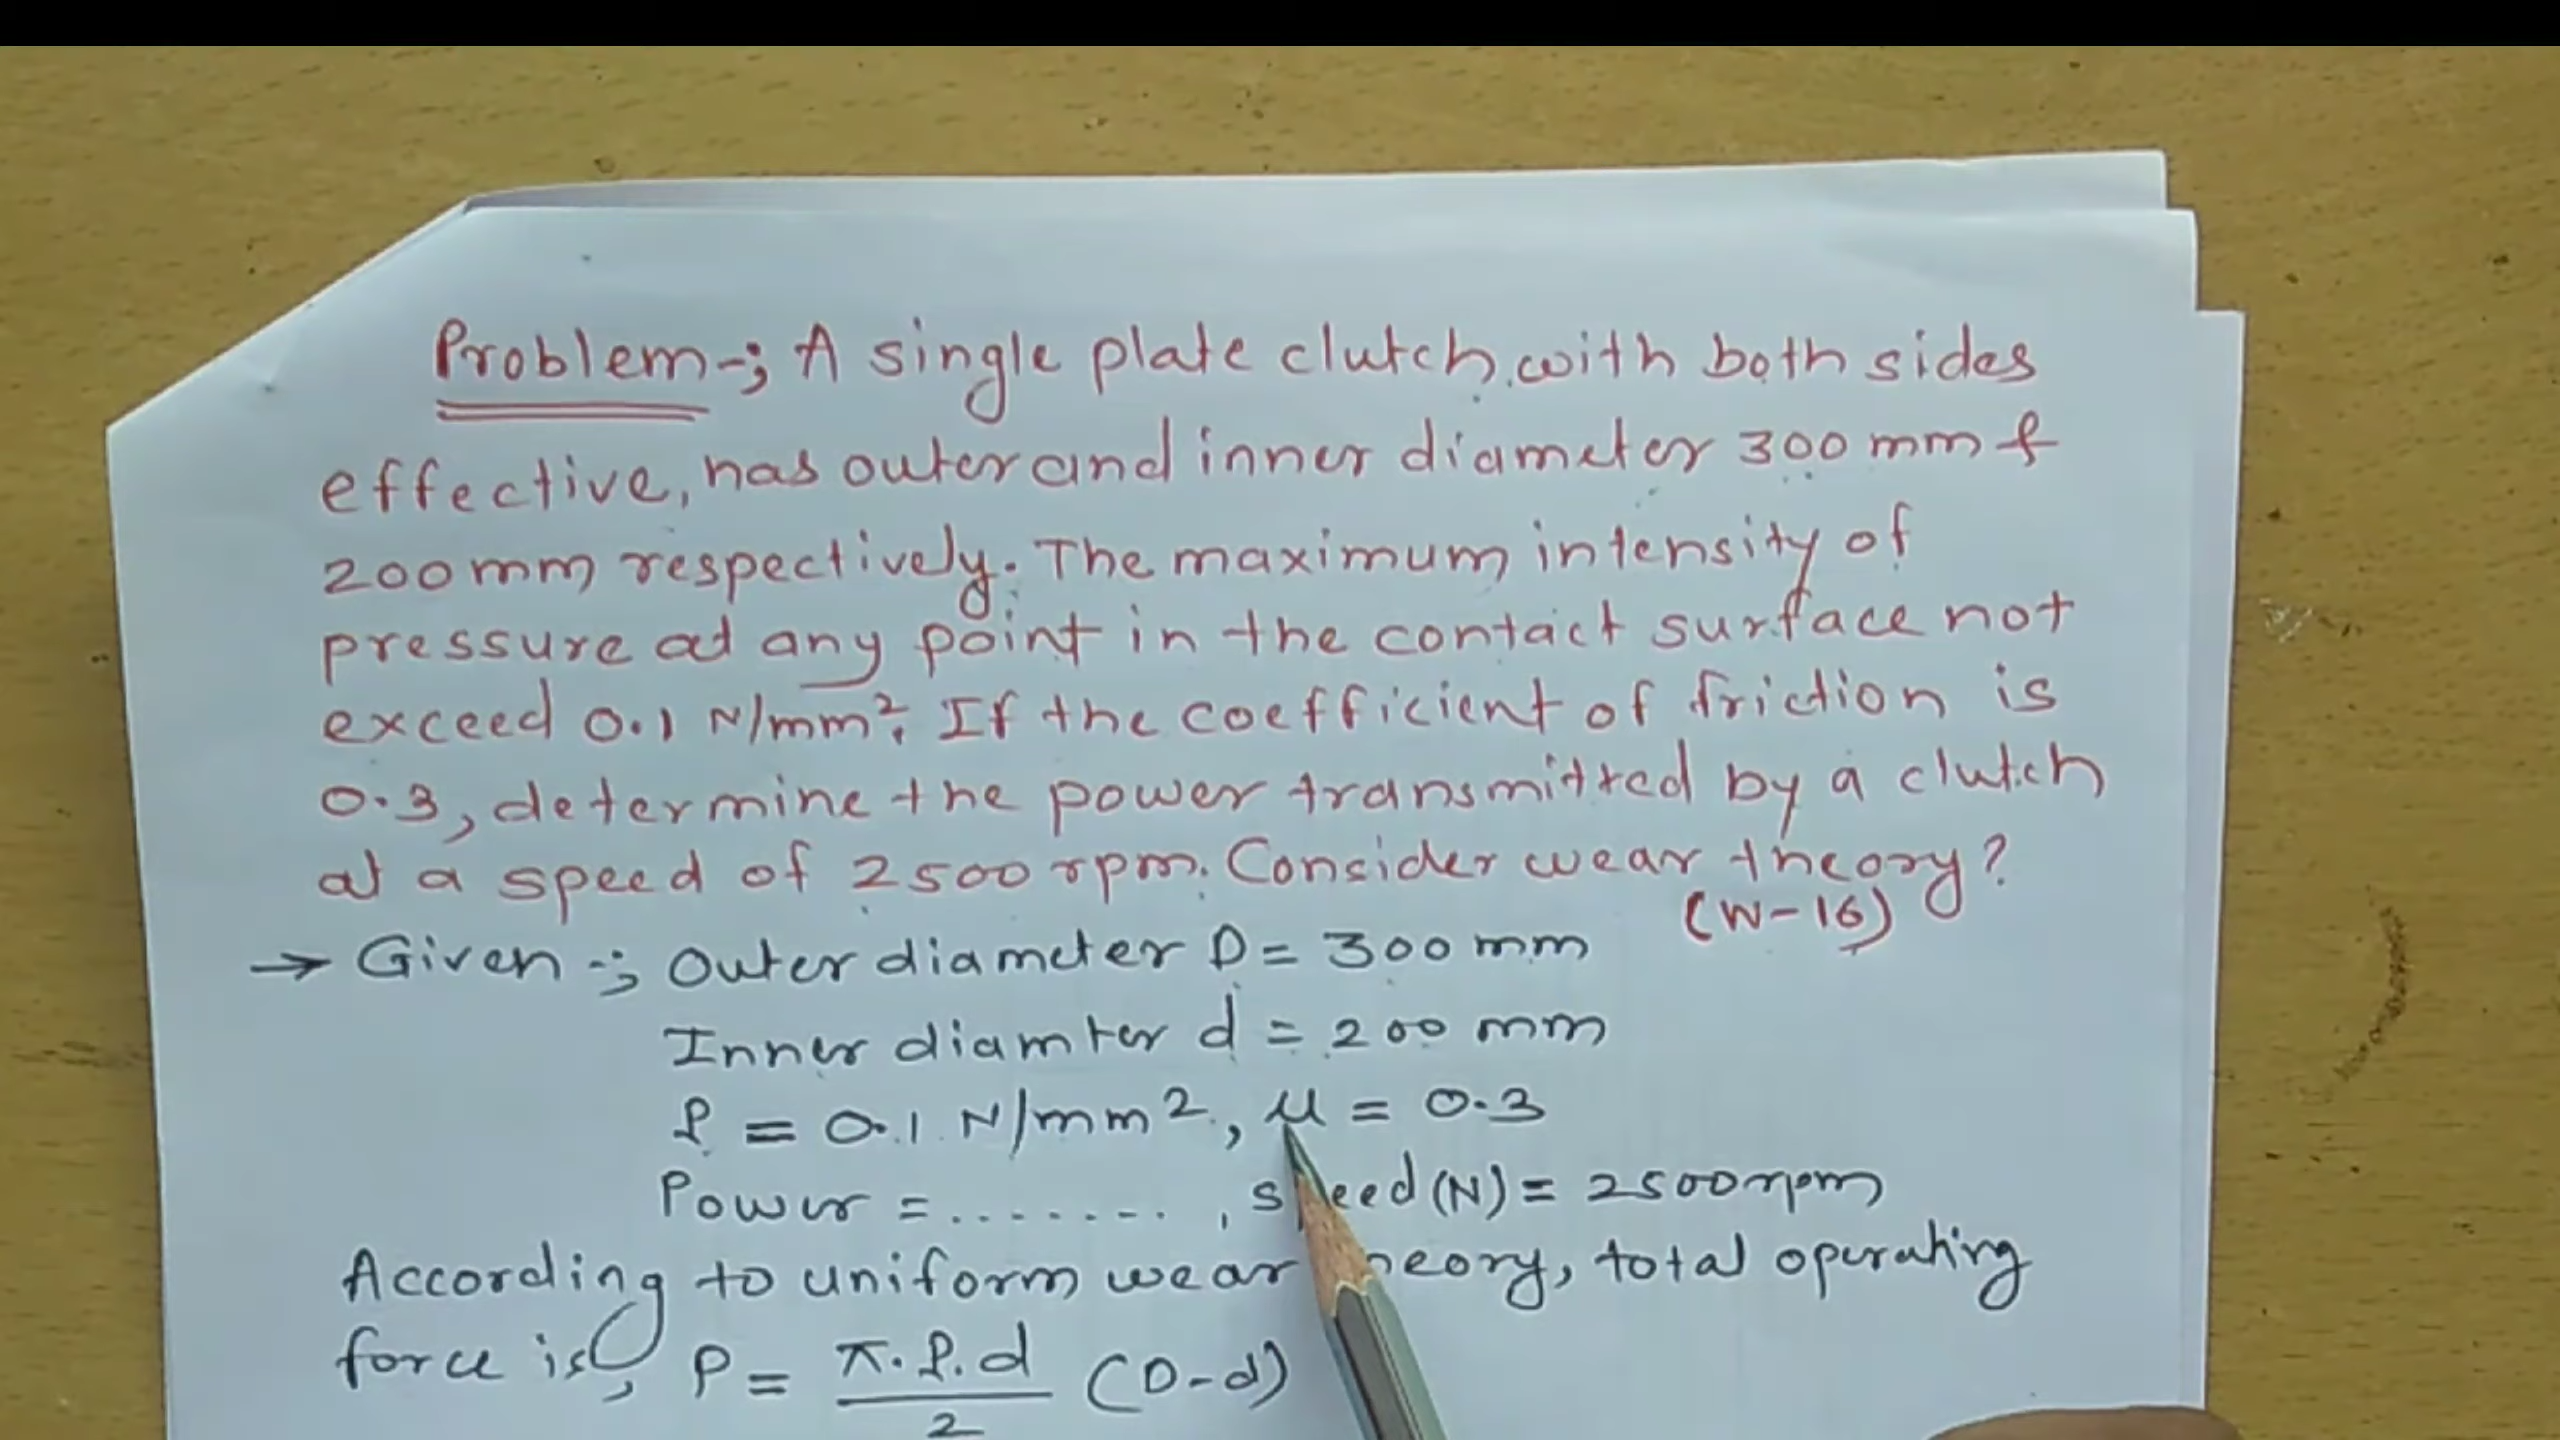 Problem-; A single plate clutch with both sides
effective, has outer and inner diameter 300 mm &
200 mm respectively. The maximum intensity of
pressure at any point in the contact surface not
exceed 0.1 N/mm². If the coefficient of friction is
0.3, determine the power transmitted by a clutch
at a speed of 2500 rpm. Consider wear theory?
(W-16)
→ Given -; Outer diameter D = 300 mm
Inner diamter d = 200 mm
P = 0.1 N/mm², μ = 0.3
Power = ........, speed (N) = 2500 rpm
According to uniform wear theory, total operating
force is, P = π.P.d/2 (D-d)